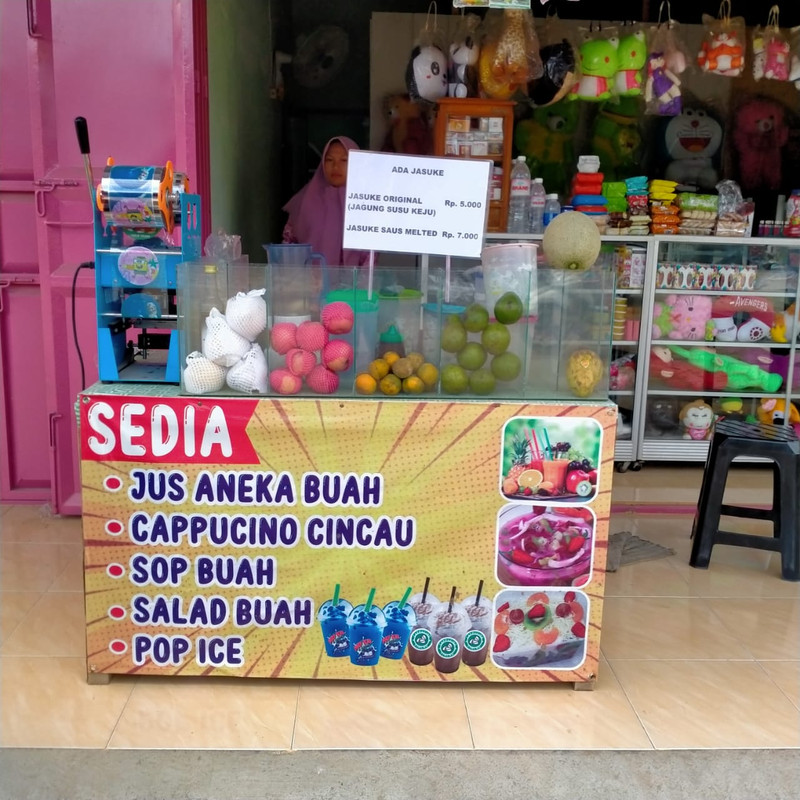 ADA JASUKE
JASUKE ORIGINAL Rp. 5.000
(JAGUNG SUSU KEJU)
JASUKE SAUS MELTED Rp. 7.000
AVENGERS
SEDIA
JUS ANEKA BUAH
CAPPUCINO CINCAU
SOP BUAH
SALAD BUAH
POP ICE